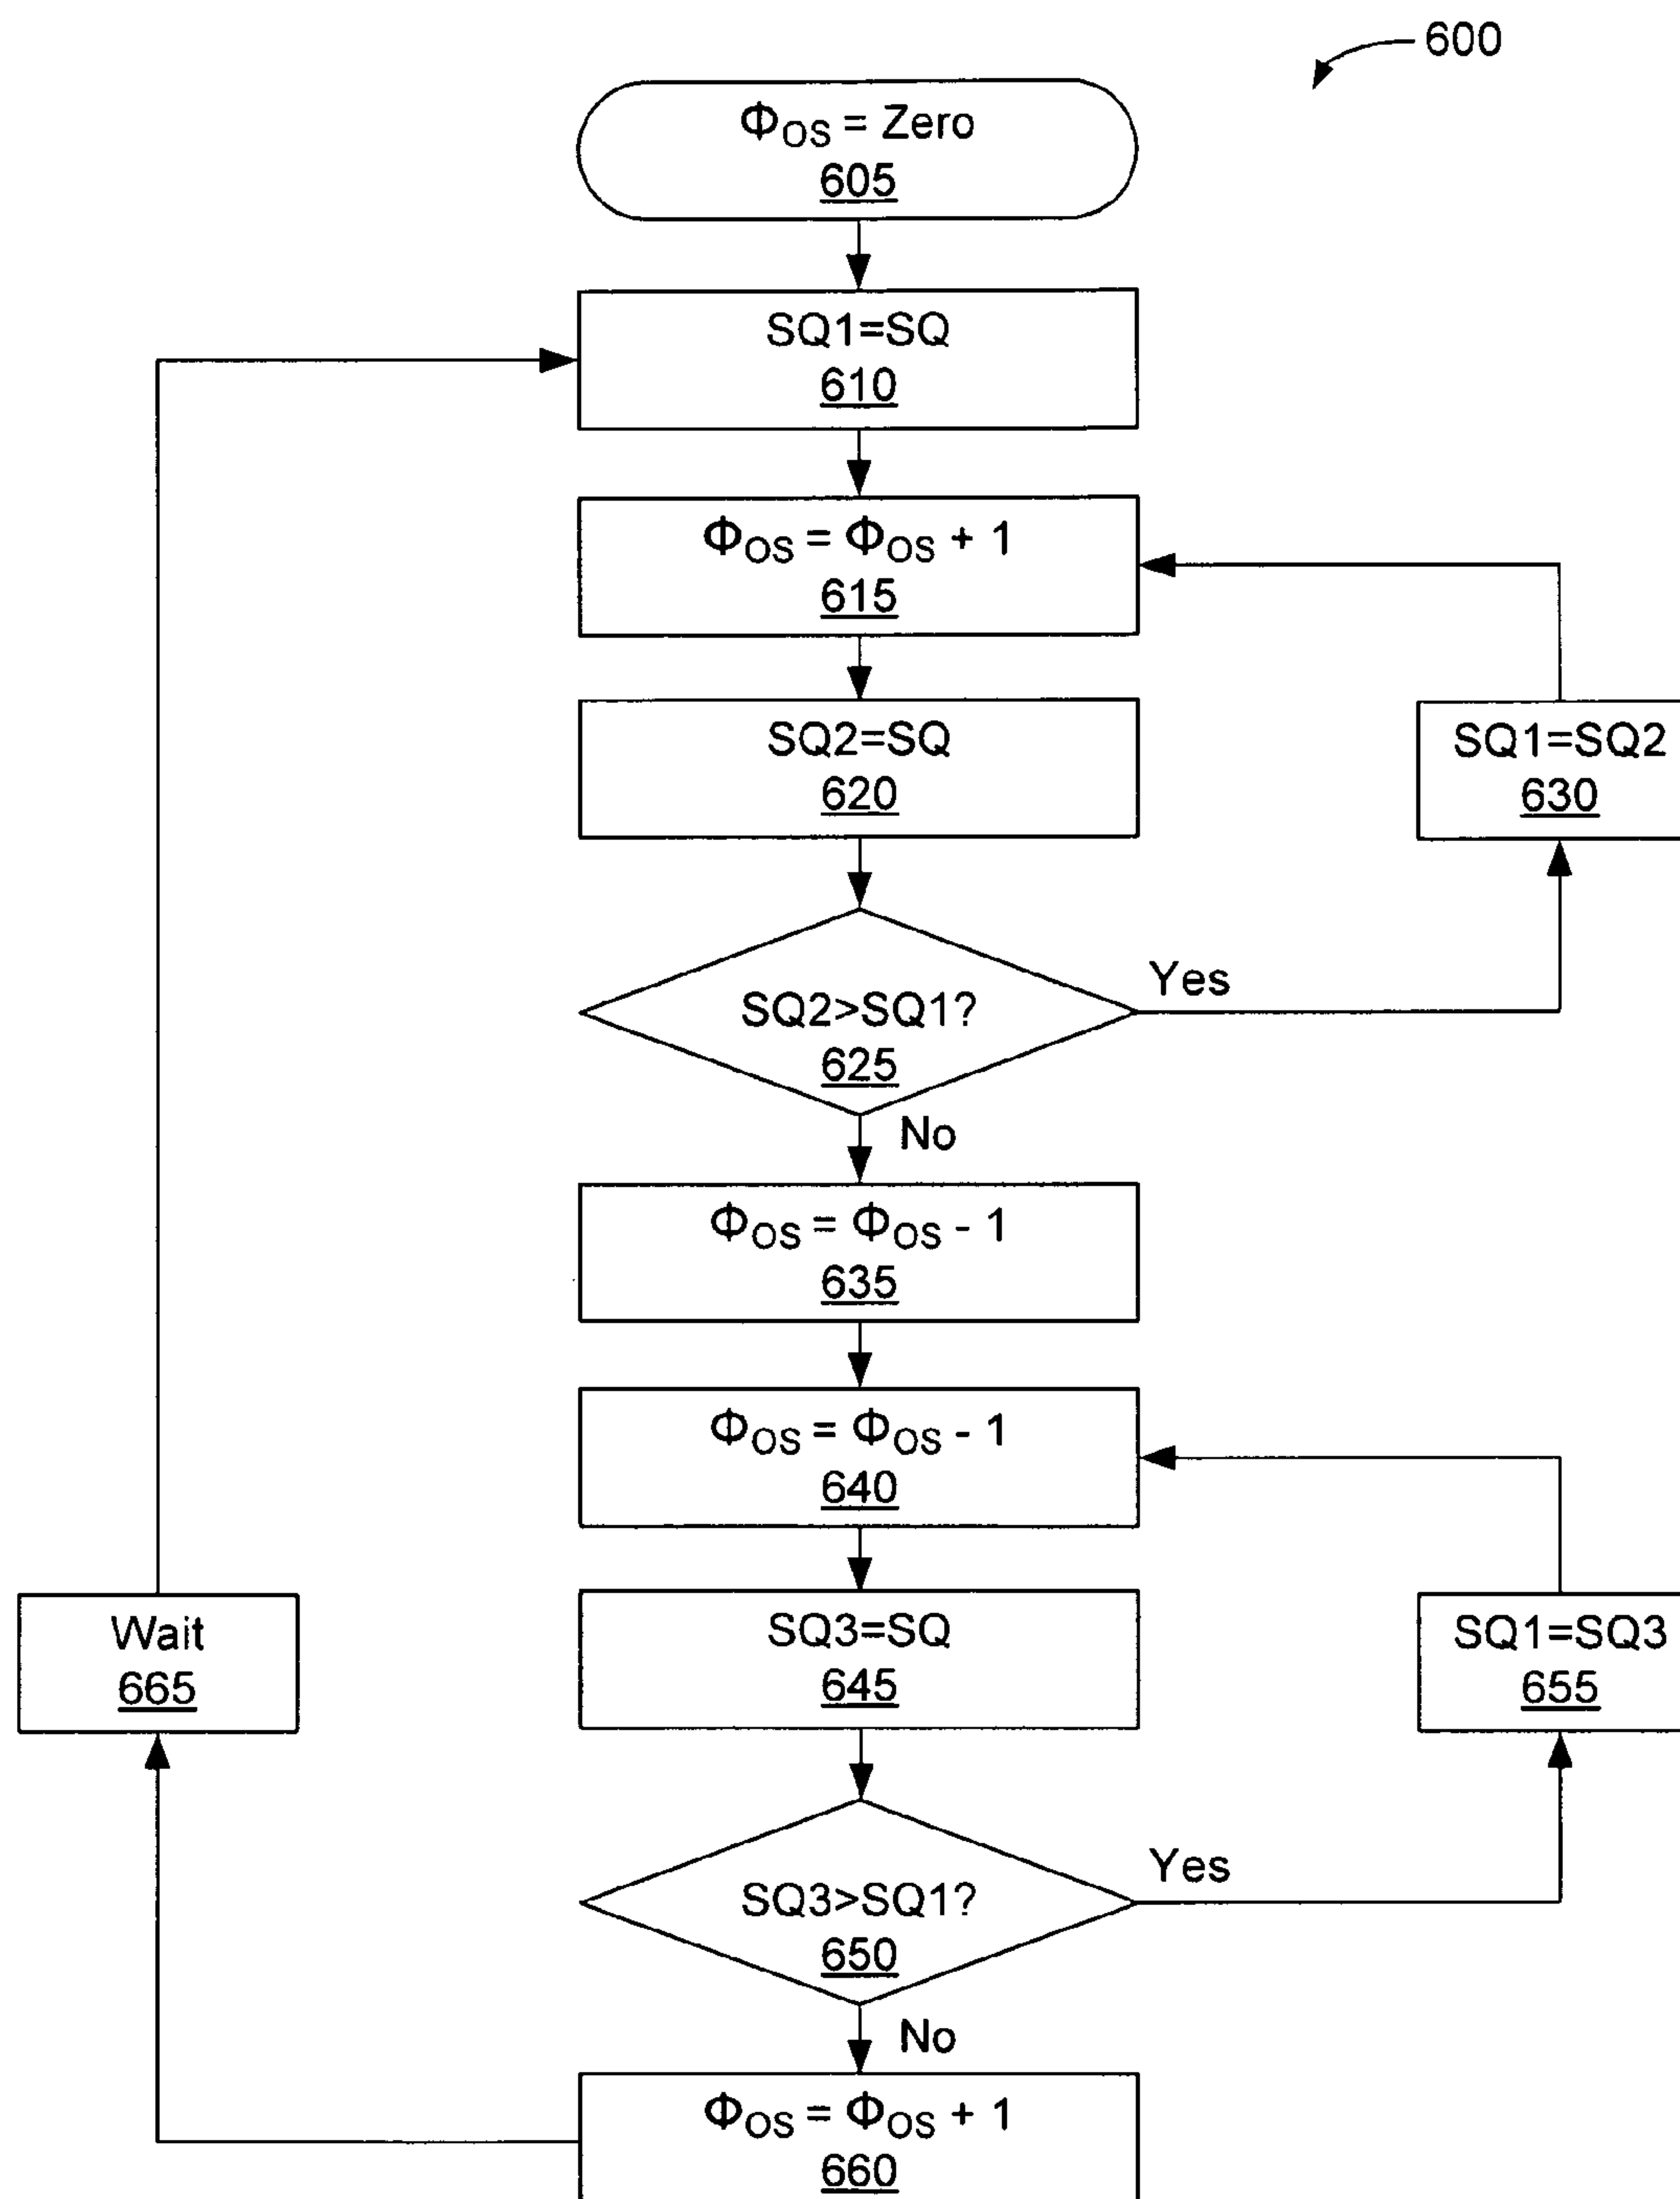 600
Φ_OS = Zero
605
SQ1=SQ
610
Φ_OS = Φ_OS + 1
615
SQ2=SQ
620
SQ1=SQ2
630
SQ2>SQ1?
625
Yes
No
Φ_OS = Φ_OS - 1
635
Φ_OS = Φ_OS - 1
640
SQ3=SQ
645
Wait
665
SQ1=SQ3
655
SQ3>SQ1?
650
Yes
No
Φ_OS = Φ_OS + 1
660